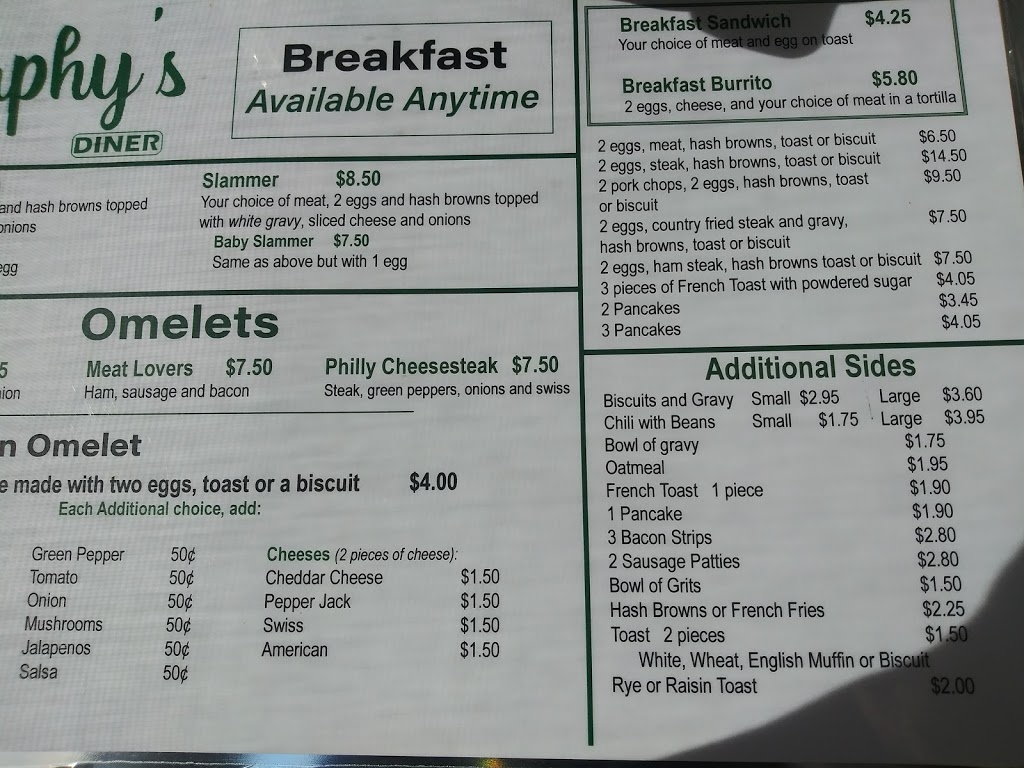 phy's
DINER
Breakfast
Available Anytime
and hash browns topped
onions
egg
Slammer $8.50
Your choice of meat, 2 eggs and hash browns topped
with white gravy, sliced cheese and onions
Baby Slammer $7.50
Same as above but with 1 egg
Omelets
5
ion
Meat Lovers $7.50
Ham, sausage and bacon
Philly Cheesesteak $7.50
Steak, green peppers, onions and swiss
n Omelet
e made with two eggs, toast or a biscuit $4.00
Each Additional choice, add:
Green Pepper 50¢
Tomato 50¢
Onion 50¢
Mushrooms 50¢
Jalapenos 50¢
Salsa 50¢
Cheeses (2 pieces of cheese):
Cheddar Cheese $1.50
Pepper Jack $1.50
Swiss $1.50
American $1.50
Breakfast Sandwich $4.25
Your choice of meat and egg on toast
Breakfast Burrito $5.80
2 eggs, cheese, and your choice of meat in a tortilla
2 eggs, meat, hash browns, toast or biscuit $6.50
2 eggs, steak, hash browns, toast or biscuit $14.50
2 pork chops, 2 eggs, hash browns, toast $9.50
or biscuit
2 eggs, country fried steak and gravy, $7.50
hash browns, toast or biscuit
2 eggs, ham steak, hash browns toast or biscuit $7.50
3 pieces of French Toast with powdered sugar $4.05
2 Pancakes $3.45
3 Pancakes $4.05
Additional Sides
Biscuits and Gravy Small $2.95 Large $3.60
Chili with Beans Small $1.75 Large $3.95
Bowl of gravy $1.75
Oatmeal $1.95
French Toast 1 piece $1.90
1 Pancake $1.90
3 Bacon Strips $2.80
2 Sausage Patties $2.80
Bowl of Grits $1.50
Hash Browns or French Fries $2.25
Toast 2 pieces $1.50
White, Wheat, English Muffin or Biscuit
Rye or Raisin Toast $2.00